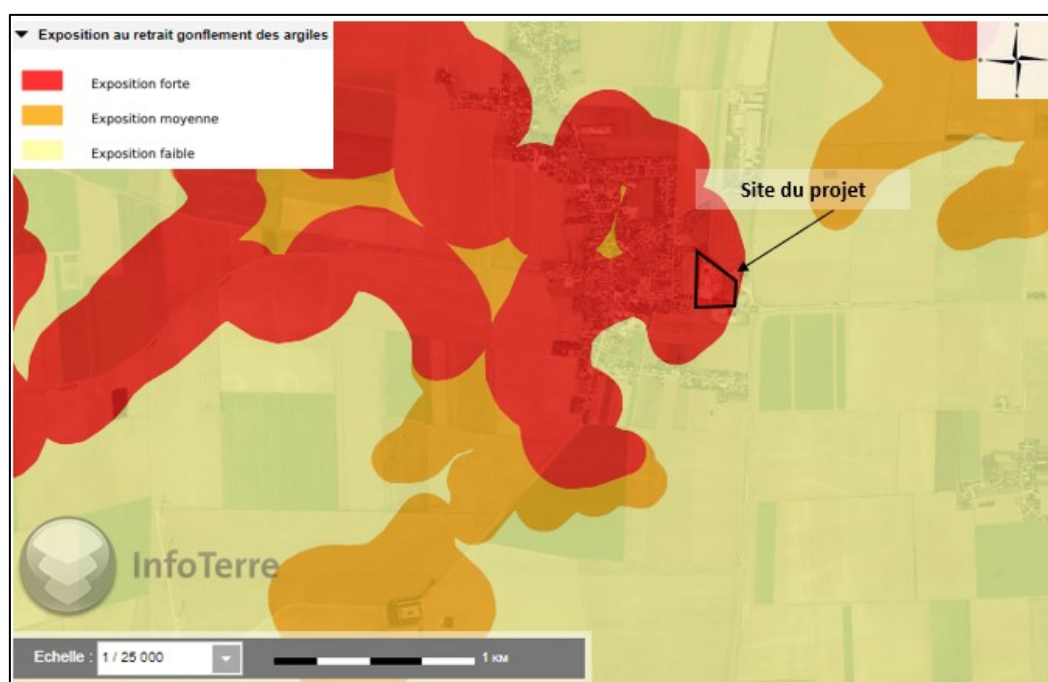 Exposition au retrait gonflement des argiles
Exposition forte
Exposition moyenne
Exposition faible
Site du projet
InfoTerre
Echelle : 1 / 25 000
1 KM